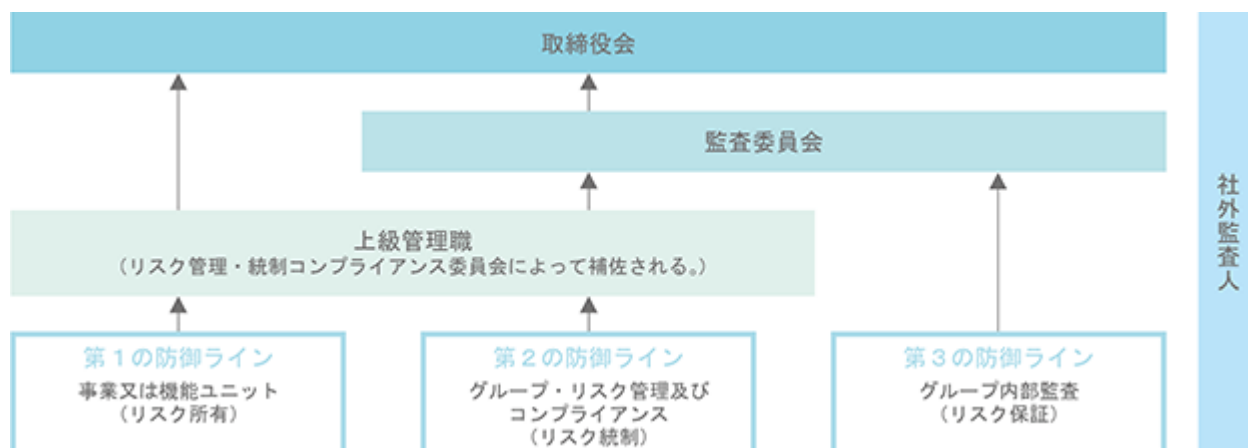 取締役会
監査委員会
上級管理職
（リスク管理・統制コンプライアンス委員会によって補佐される。）
第1の防御ライン
事業又は機能ユニット
（リスク所有）
第2の防御ライン
グループ・リスク管理及び
コンプライアンス
（リスク統制）
第3の防御ライン
グループ内部監査
（リスク保証）
社外監査人